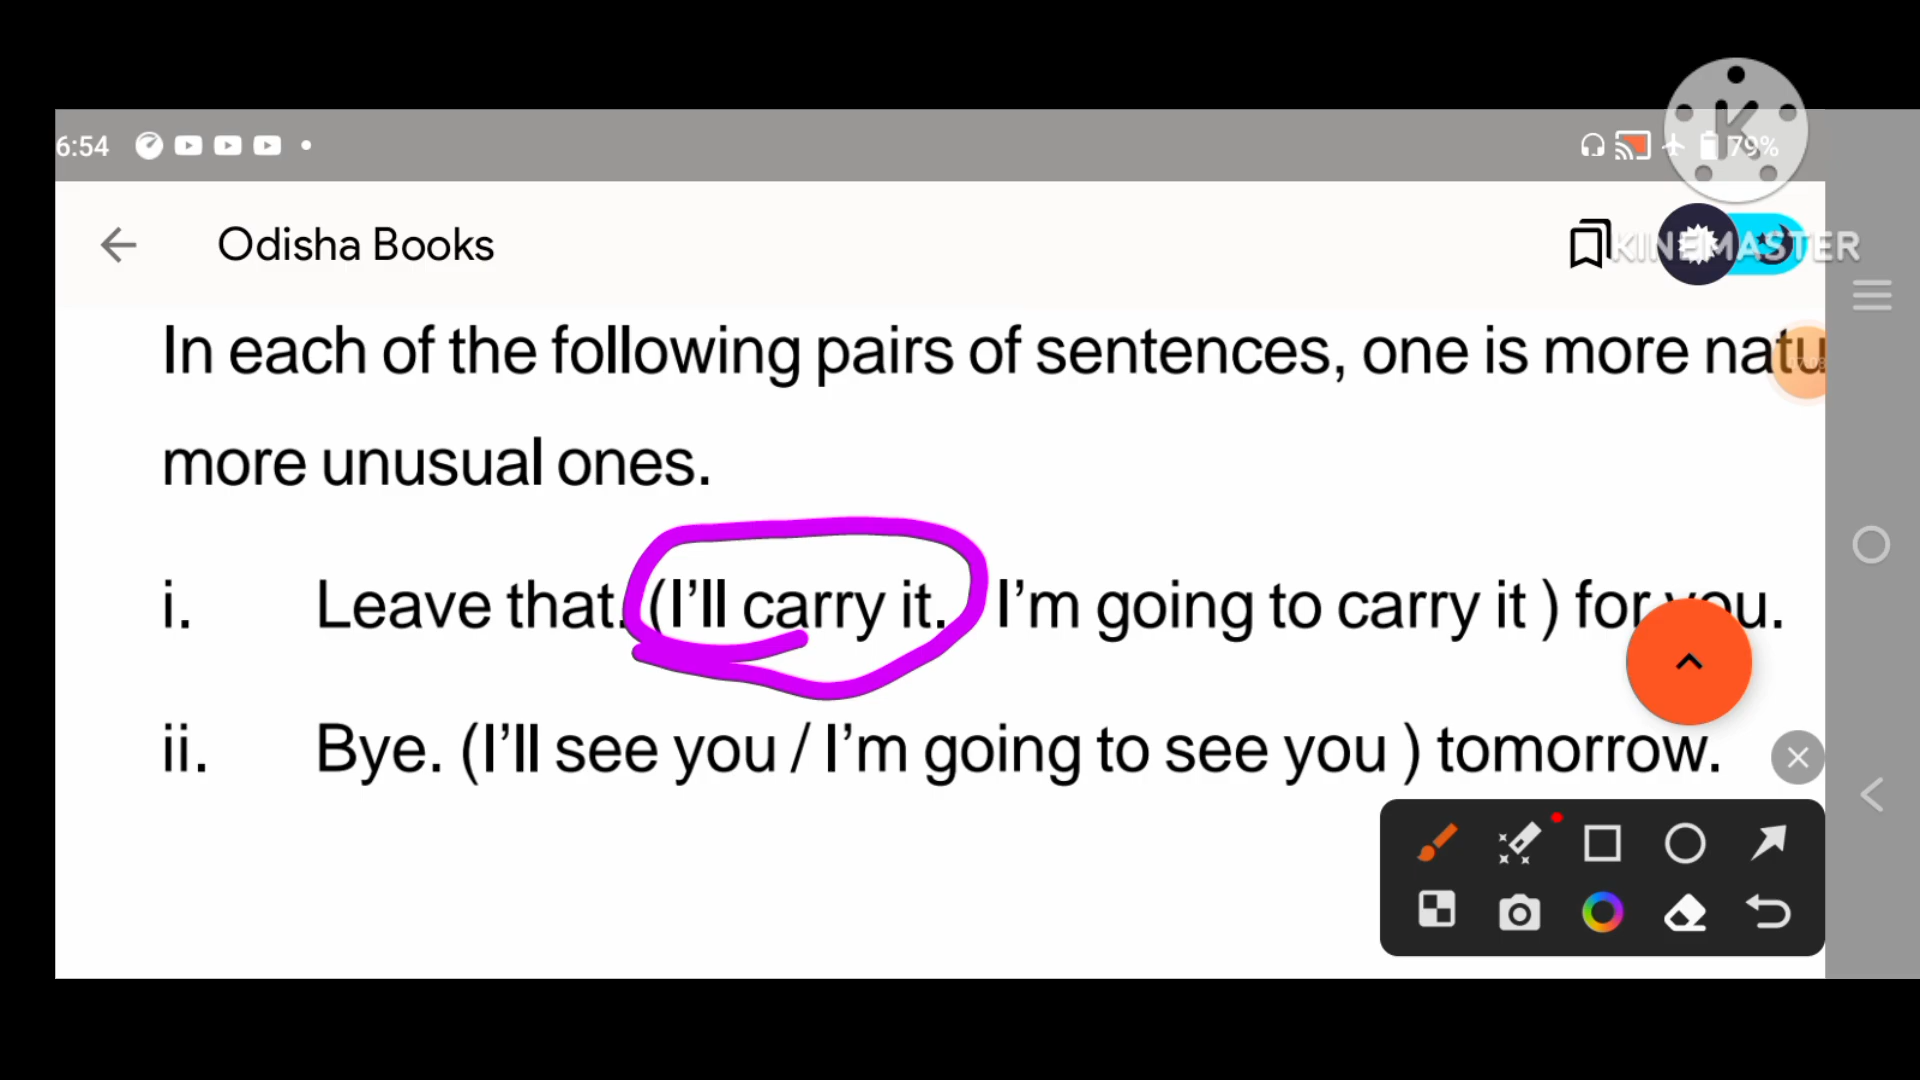 6:54
79%
Odisha Books
KINEMASTER
In each of the following pairs of sentences, one is more natu
more unusual ones.
i. Leave that. (I'll carry it. I'm going to carry it ) for you.
ii. Bye. (I'll see you / I'm going to see you ) tomorrow.